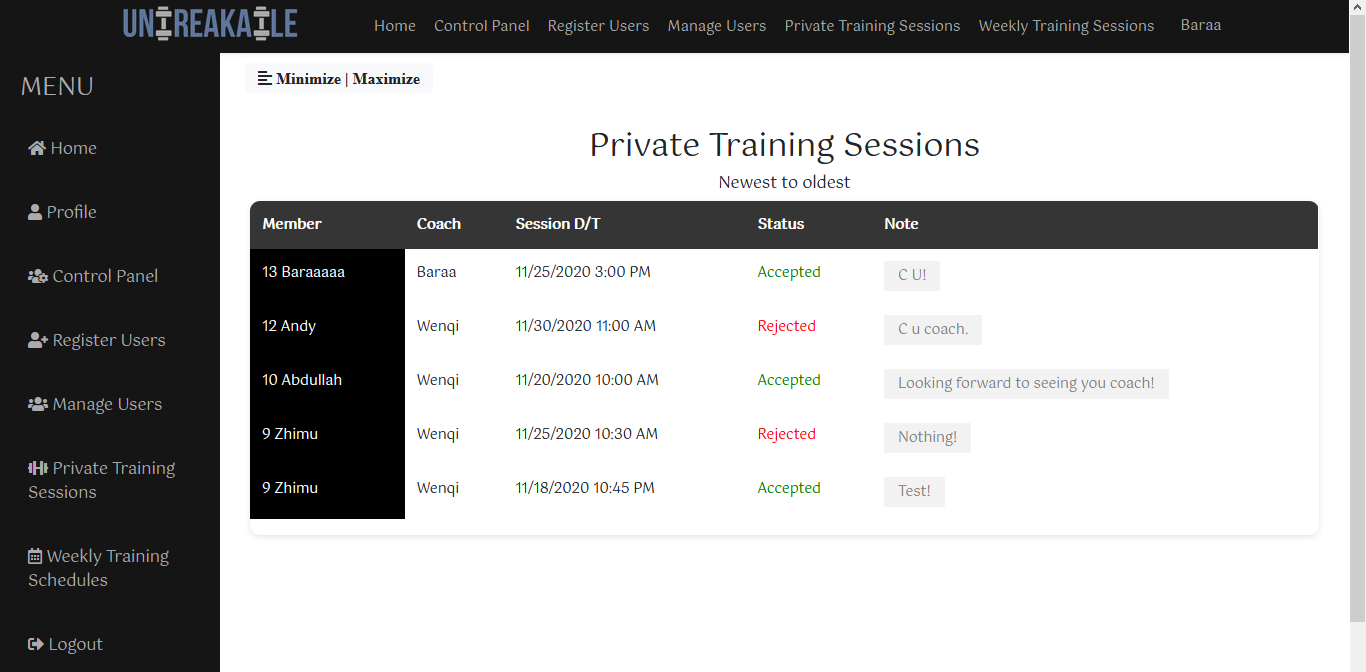 UNBREAKABLE Home Control Panel Register Users Manage Users Private Training Sessions Weekly Training Sessions Baraa
MENU
Minimize | Maximize
Home
Profile
Control Panel
Register Users
Manage Users
Private Training
Sessions
Weekly Training
Schedules
Logout
Private Training Sessions
Newest to oldest
Member Coach Session D/T Status Note
13 Baraaaaa Baraa 11/25/2020 3:00 PM Accepted C U!
12 Andy Wenqi 11/30/2020 11:00 AM Rejected C u coach.
10 Abdullah Wenqi 11/20/2020 10:00 AM Accepted Looking forward to seeing you coach!
9 Zhimu Wenqi 11/25/2020 10:30 AM Rejected Nothing!
9 Zhimu Wenqi 11/18/2020 10:45 PM Accepted Test!